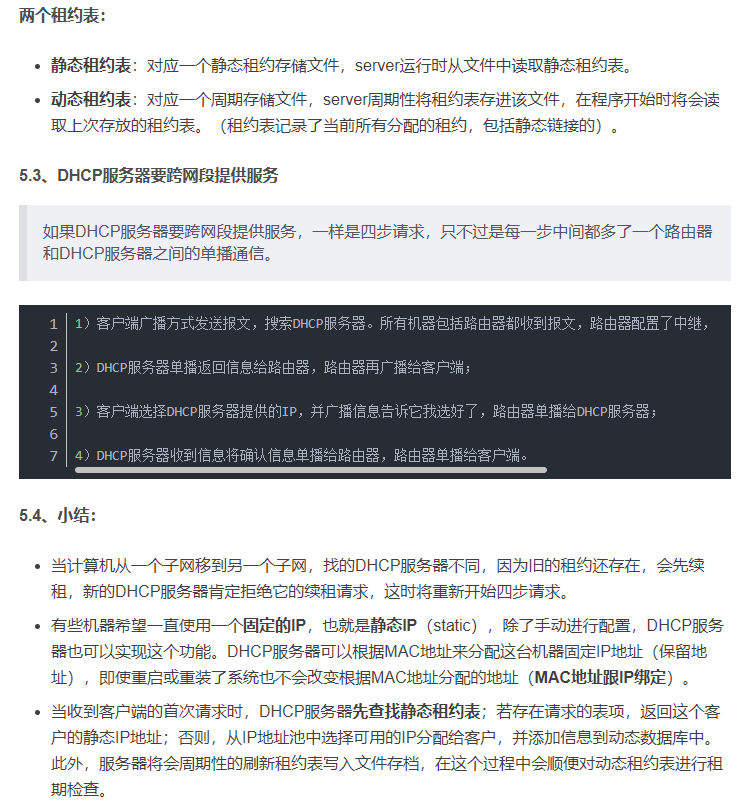 两个租约表：
静态租约表：对应一个静态租约存储文件，server运行时从文件中读取静态租约表。
动态租约表：对应一个周期存储文件，server周期性将租约表存进该文件，在程序开始时将会读
取上次存放的租约表。（租约表记录了当前所有分配的租约，包括静态链接的）。
5.3、DHCP服务器要跨网段提供服务
如果DHCP服务器要跨网段提供服务，一样是四步请求，只不过是每一步中间都多了一个路由器
和DHCP服务器之间的单播通信。
1 1）客户端广播方式发送报文，搜索DHCP服务器。所有机器包括路由器都收到报文，路由器配置了中继，
2
3 2）DHCP服务器单播返回信息给路由器，路由器再广播给客户端；
4
5 3）客户端选择DHCP服务器提供的IP，并广播信息告诉它我选好了，路由器单播给DHCP服务器；
6
7 4）DHCP服务器收到信息将确认信息单播给路由器，路由器单播给客户端。
5.4、小结：
当计算机从一个子网移到另一个子网，找的DHCP服务器不同，因为旧的租约还存在，会先续
租，新的DHCP服务器肯定拒绝它的续租请求，这时将重新开始四步请求。
有些机器希望一直使用一个固定的IP，也就是静态IP（static），除了手动进行配置，DHCP服务
器也可以实现这个功能。DHCP服务器可以根据MAC地址来分配这台机器固定IP地址（保留地
址），即使重启或重装了系统也不会改变根据MAC地址分配的地址（MAC地址跟IP绑定）。
当收到客户端的首次请求时，DHCP服务器先查找静态租约表；若存在请求的表项，返回这个客
户的静态IP地址；否则，从IP地址池中选择可用的IP分配给客户，并添加信息到动态数据库中。
此外，服务器将会周期性的刷新租约表写入文件存档，在这个过程中会顺便对动态租约表进行租
期检查。